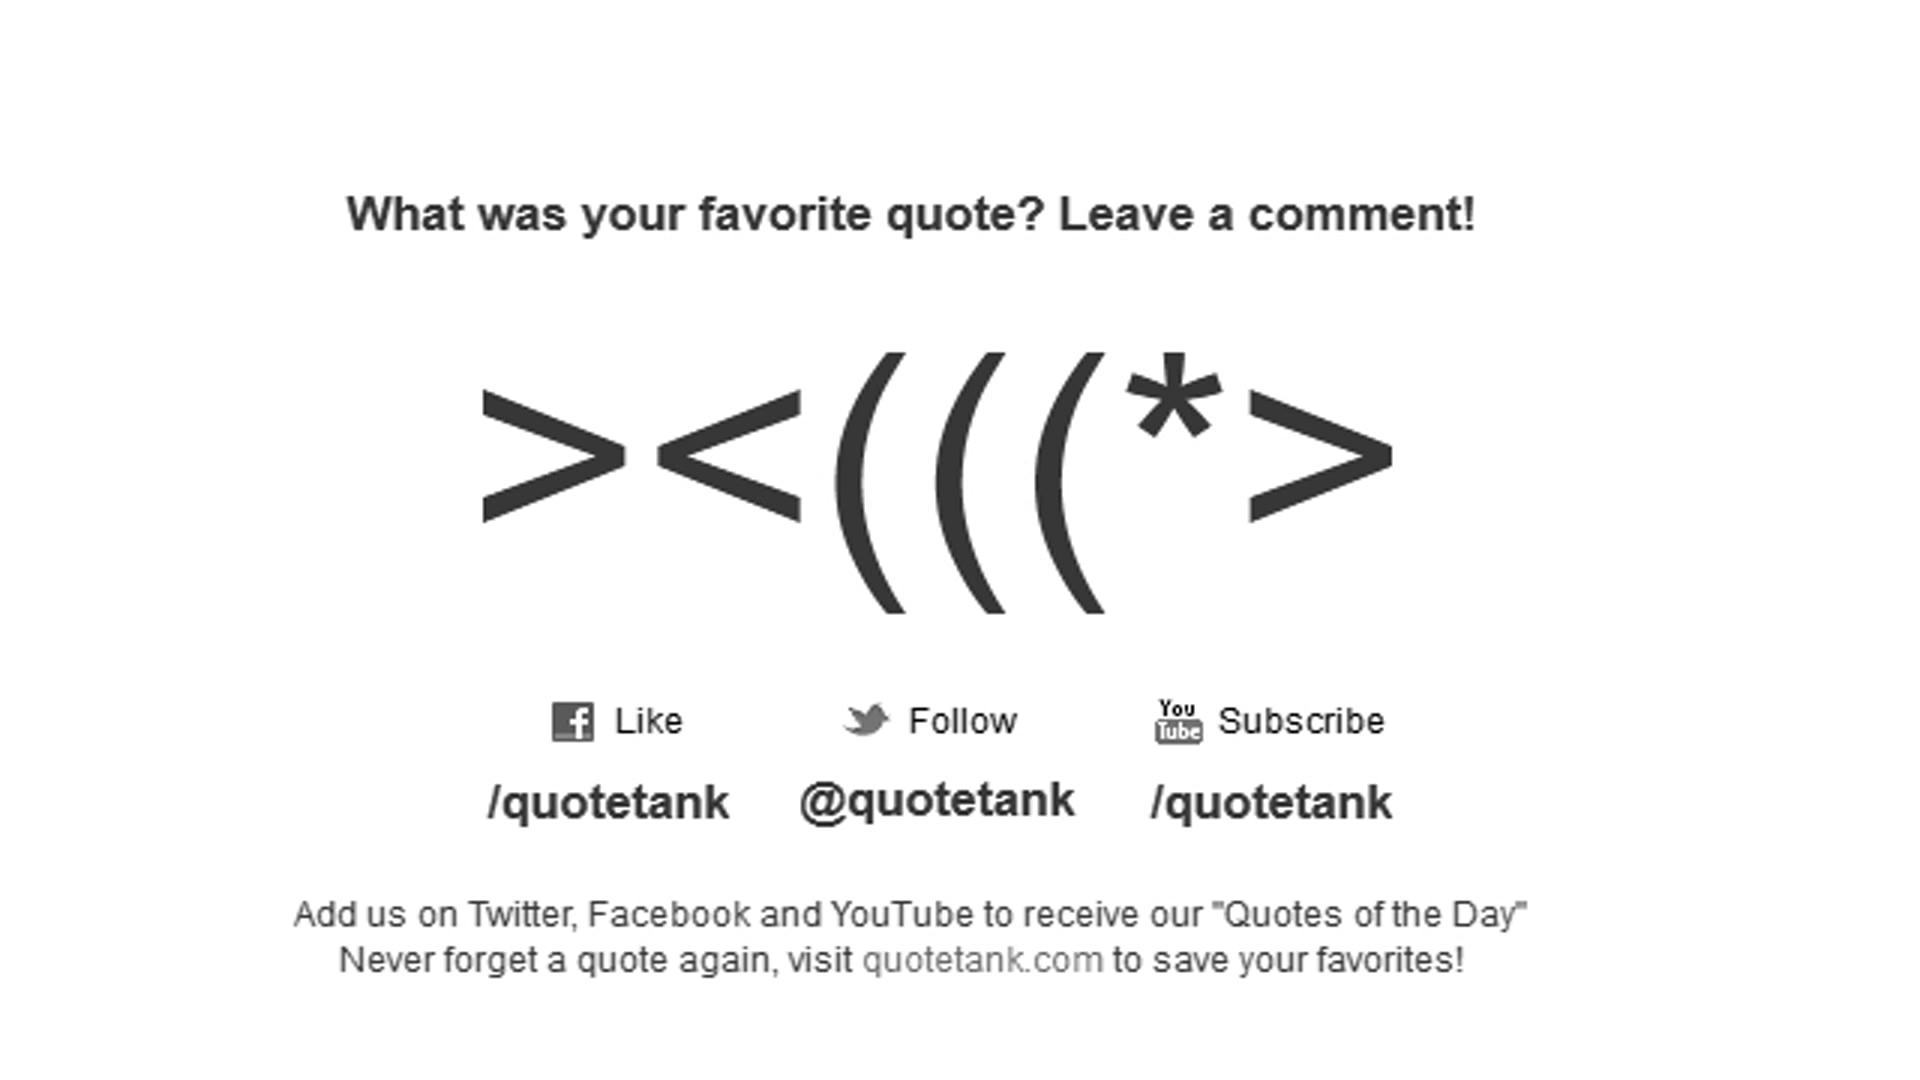 What was your favorite quote? Leave a comment!
><(((*>
f Like Follow You Tube Subscribe
/quotetank @quotetank /quotetank
Add us on Twitter, Facebook and YouTube to receive our "Quotes of the Day"
Never forget a quote again, visit quotetank.com to save your favorites!